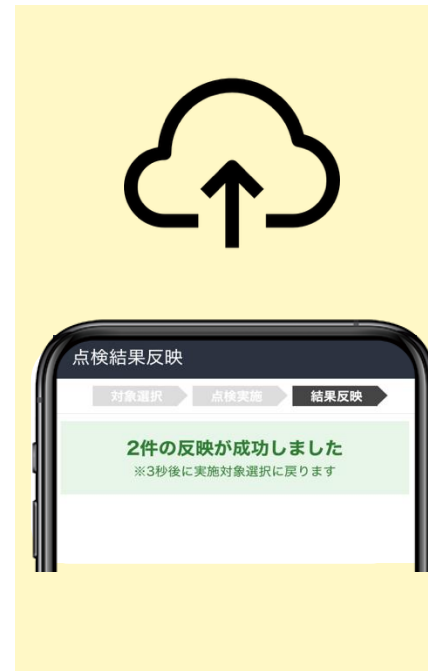 点検結果反映
対象選択 点検実施 結果反映
2件の反映が成功しました
※3秒後に実施対象選択に戻ります